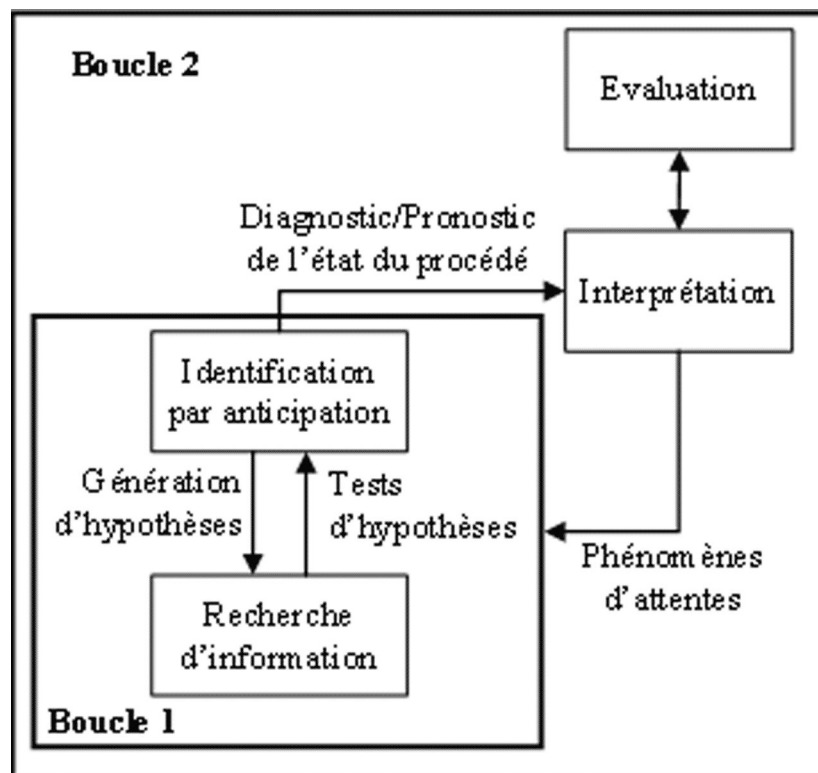 Boucle 2
Evaluation
Diagnostic/Pronostic
de l'état du procédé
Interprétation
Identification
par anticipation
Génération
d'hypothèses
Tests
d'hypothèses
Phénomènes
d'attentes
Recherche
d'information
Boucle 1